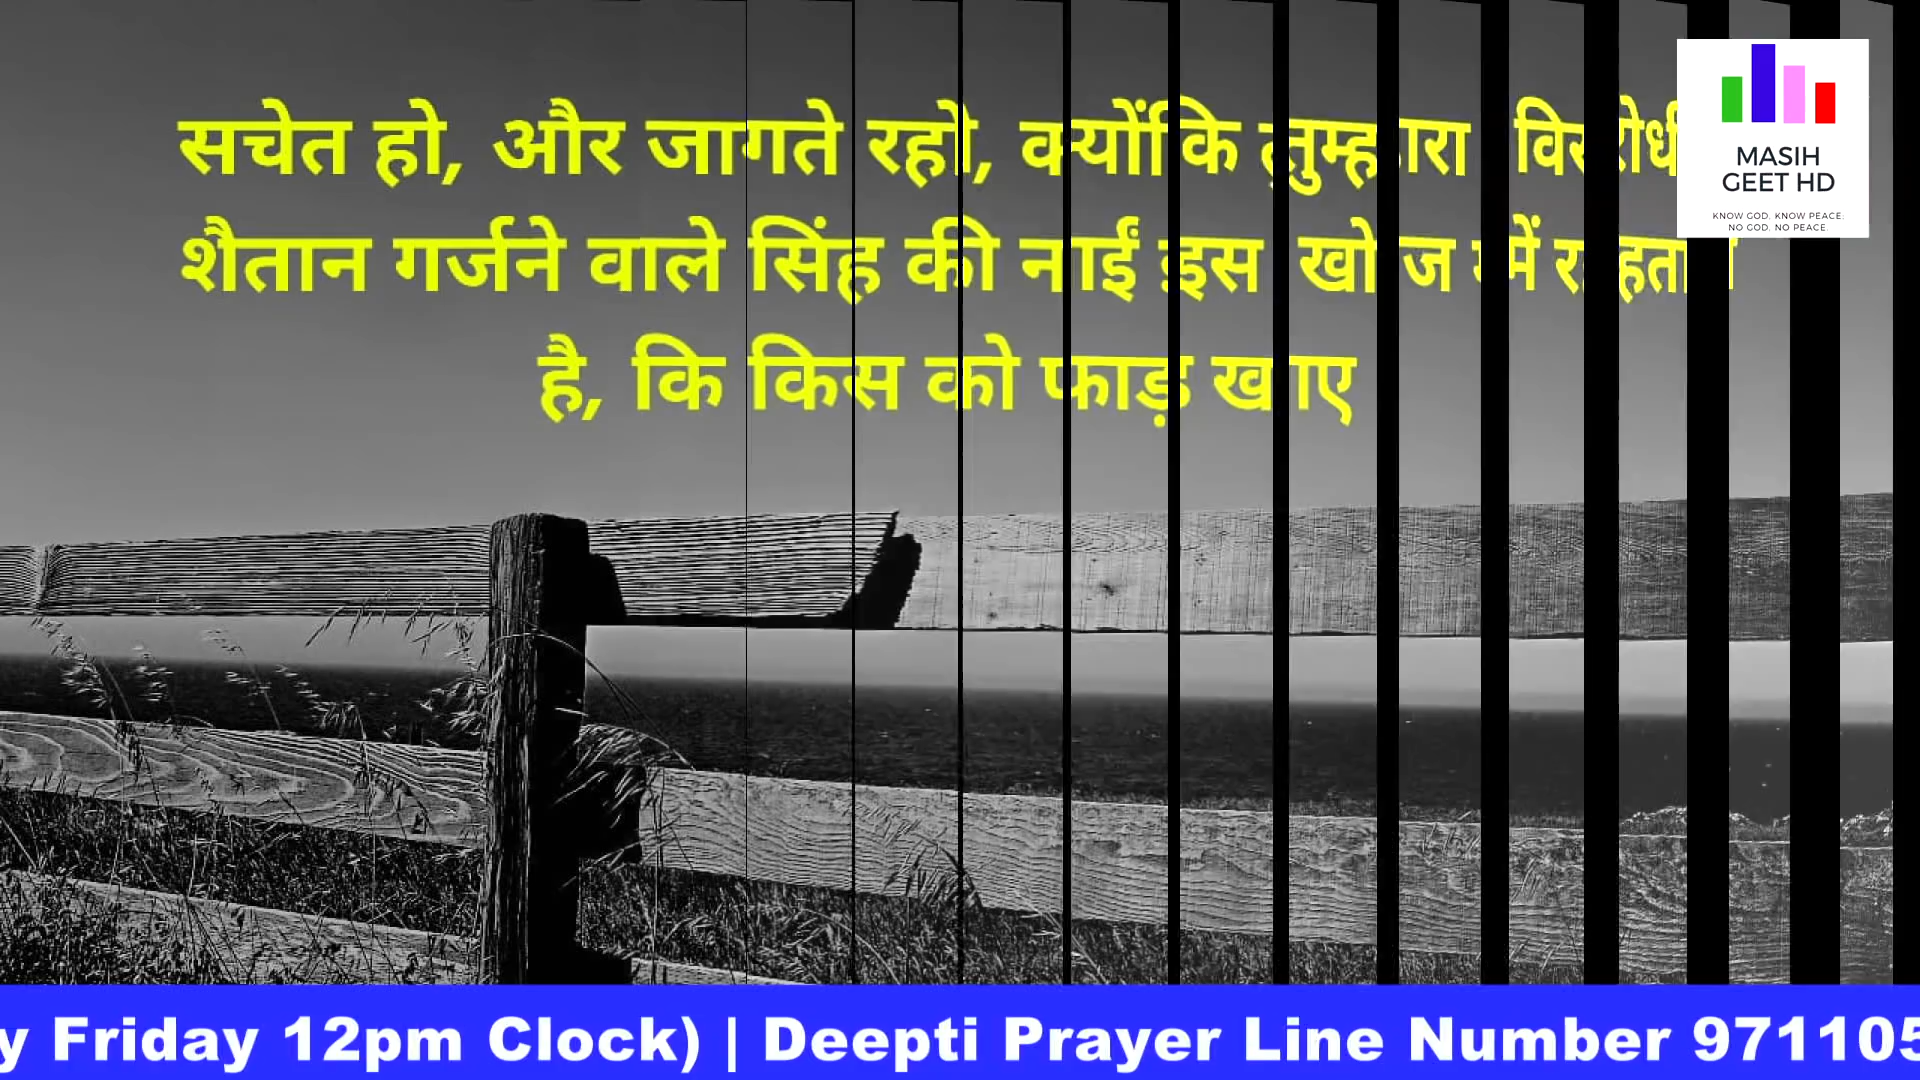 सचेत हो, और जागते रहो, क्योंकि तुम्हारा विरोधी
शैतान गर्जने वाले सिंह की नाईं इस खोज में रहता
है, कि किस को फाड़ खाए
MASIH
GEET HD
KNOW GOD. KNOW PEACE.
NO GOD. NO PEACE.
y Friday 12pm Clock) | Deepti Prayer Line Number 971105